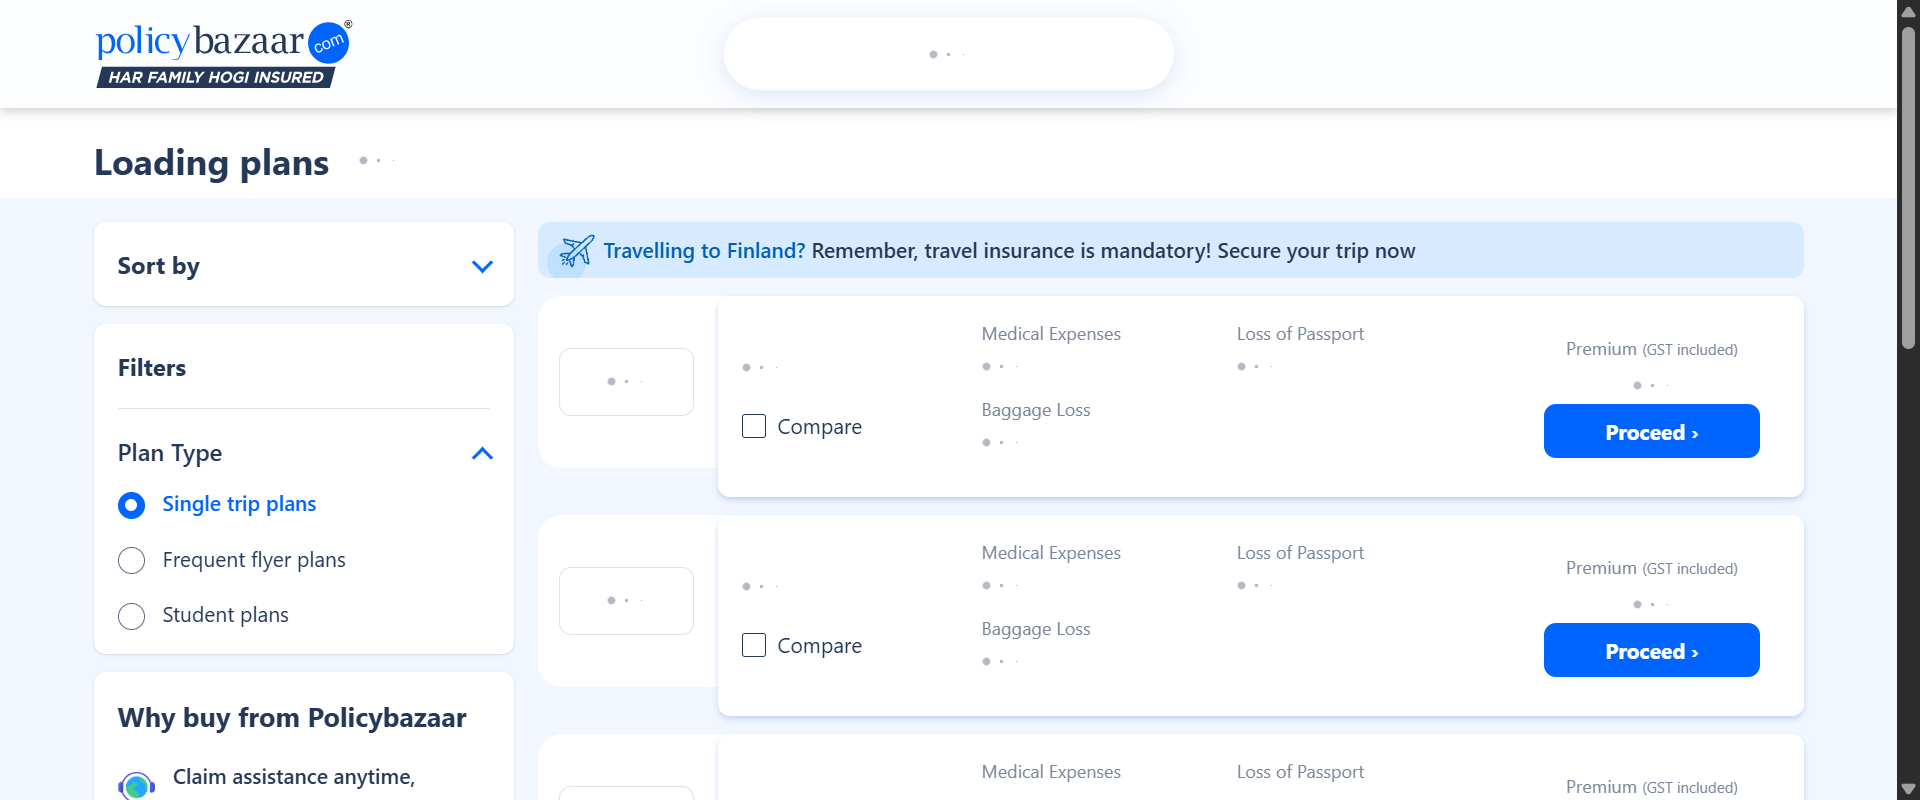 policybazaar com ®
HAR FAMILY HOGI INSURED
Loading plans
Sort by
Filters
Plan Type
Single trip plans
Frequent flyer plans
Student plans
Why buy from Policybazaar
Claim assistance anytime,
Travelling to Finland? Remember, travel insurance is mandatory! Secure your trip now
Compare
Medical Expenses
Baggage Loss
Loss of Passport
Premium (GST included)
Proceed ›
Compare
Medical Expenses
Baggage Loss
Loss of Passport
Premium (GST included)
Proceed ›
Medical Expenses
Loss of Passport
Premium (GST included)